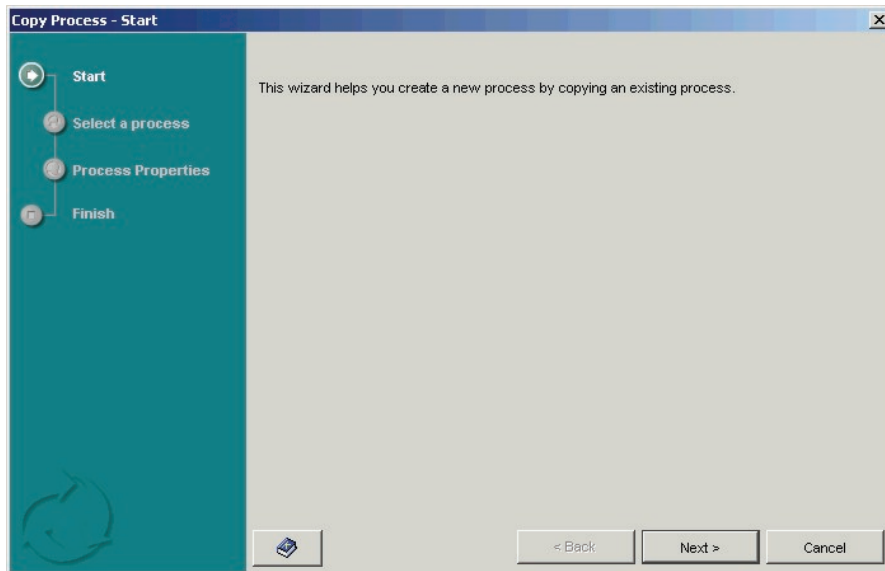 Copy Process - Start
Start
Select a process
Process Properties
Finish
This wizard helps you create a new process by copying an existing process.
< Back
Next >
Cancel